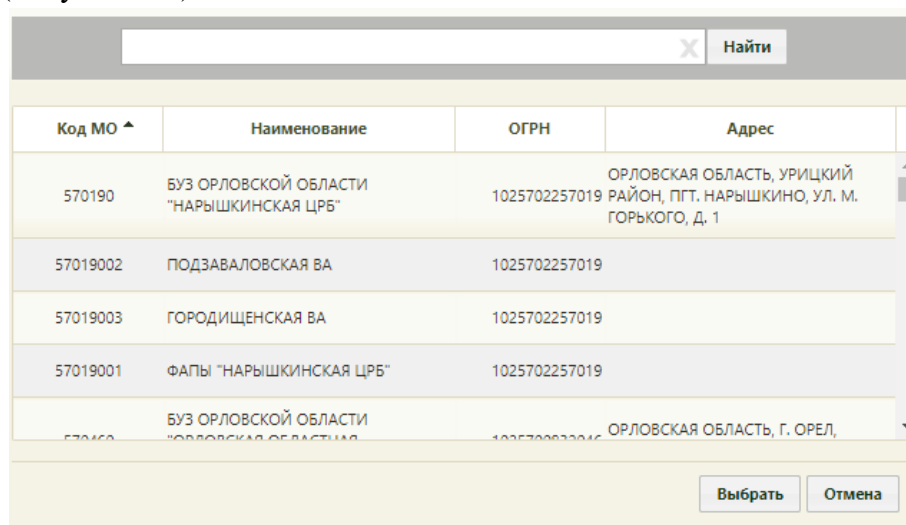 Найти
Код МО Наименование ОГРН Адрес
570190 БУЗ ОРЛОВСКОЙ ОБЛАСТИ "НАРЫШКИНСКАЯ ЦРБ" 1025702257019 ОРЛОВСКАЯ ОБЛАСТЬ, УРИЦКИЙ
РАЙОН, ПГТ. НАРЫШКИНО, УЛ. М.
ГОРЬКОГО, Д. 1
57019002 ПОДЗАВАЛОВСКАЯ ВА 1025702257019
57019003 ГОРОДИЩЕНСКАЯ ВА 1025702257019
57019001 ФАПЫ "НАРЫШКИНСКАЯ ЦРБ" 1025702257019
БУЗ ОРЛОВСКОЙ ОБЛАСТИ
ОРЛОВСКАЯ ОБЛАСТЬ, Г. ОРЕЛ,
Выбрать Отмена